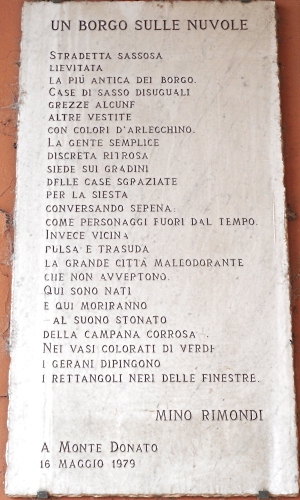 UN BORGO SULLE NUVOLE
STRADETTA SASSOSA
LIEVITATA
LA PIÚ ANTICA DEI BORGO.
CASE DI SASSO DISUGUALI
GREZZE ALCUNE
ALTRE VESTITE
CON COLORI D'ARLECCHINO.
LA GENTE SEMPLICE
DISCRETA RITROSA
SIEDE SUI GRADINI
DELLE CASE SGRAZIATE
PER LA SIESTA
CONVERSANDO SERENA:
COME PERSONAGGI FUORI DAL TEMPO.
INVECE VICINA
PULSA E TRASUDA
LA GRANDE CITTÁ MALEODORANTE
CHE NON AVVERTONO.
QUI SONO NATI
E QUI MORIRANNO
AL SUONO STONATO
DELLA CAMPANA CORROSA
NEI VASI COLORATI DI VERDE
I GERANI DIPINGONO
I RETTANGOLI NERI DELLE FINESTRE.
MINO RIMONDI
A MONTE DONATO
16 MAGGIO 1979